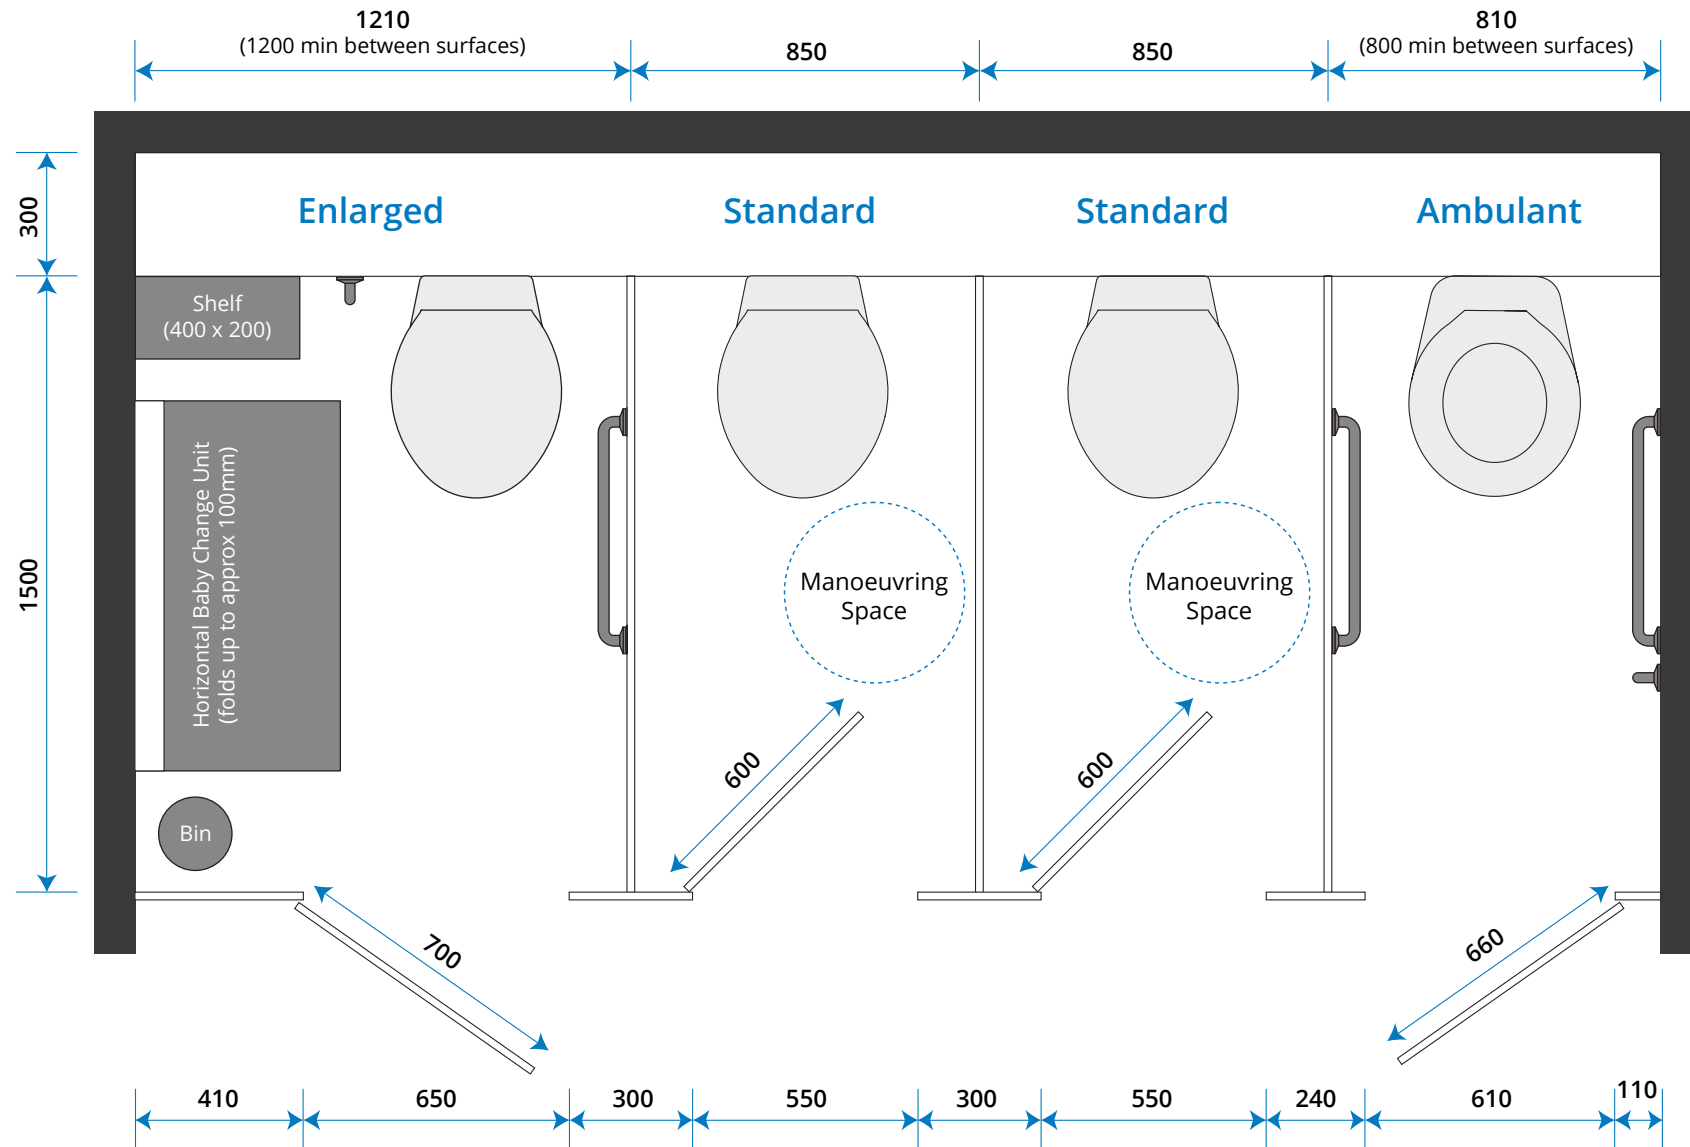 1210
(1200 min between surfaces)
850
850
810
(800 min between surfaces)
300
Enlarged
Standard
Standard
Ambulant
Shelf
(400 x 200)
1500
Horizontal Baby Change Unit
(folds up to approx 100mm)
Manoeuvring
Space
Manoeuvring
Space
600
600
Bin
700
660
410
650
300
550
300
550
240
610
110